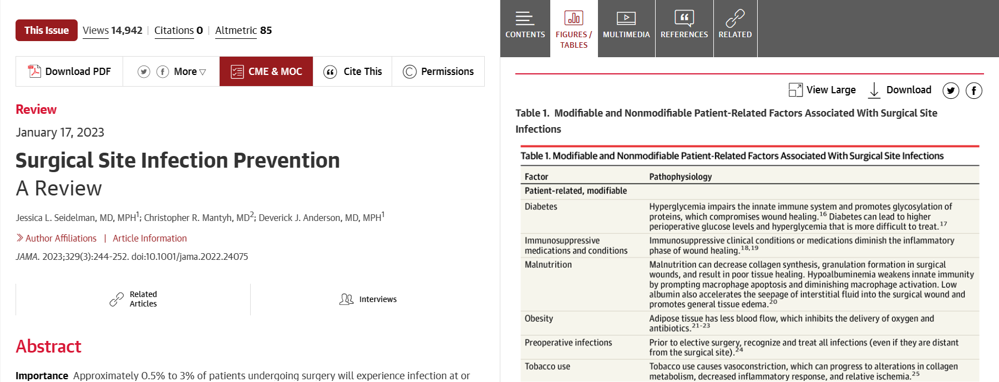 This Issue Views 14,942 | Citations 0 | Altmetric 85
Download PDF More CME & MOC Cite This Permissions
Review
January 17, 2023
Surgical Site Infection Prevention
A Review
Jessica L. Seidelman, MD, MPH1; Christopher R. Mantyh, MD2; Deverick J. Anderson, MD, MPH1
Author Affiliations | Article Information
JAMA. 2023;329(3):244-252. doi:10.1001/jama.2022.24075
Related
Articles
Interviews
Abstract
Importance Approximately 0.5% to 3% of patients undergoing surgery will experience infection at or
CONTENTS
FIGURES /
TABLES
MULTIMEDIA
REFERENCES
RELATED
View Large Download
Table 1. Modifiable and Nonmodifiable Patient-Related Factors Associated With Surgical Site
Infections
Table 1. Modifiable and Nonmodifiable Patient-Related Factors Associated With Surgical Site Infections
Factor Pathophysiology
Patient-related, modifiable
Diabetes Hyperglycemia impairs the innate immune system and promotes glycosylation of
proteins, which compromises wound healing.16 Diabetes can lead to higher
perioperative glucose levels and hyperglycemia that is more difficult to treat.17
Immunosuppressive Immunosuppressive clinical conditions or medications diminish the inflammatory
medications and conditions phase of wound healing.18,19
Malnutrition Malnutrition can decrease collagen synthesis, granulation formation in surgical
wounds, and result in poor tissue healing. Hypoalbuminemia weakens innate immunity
by prompting macrophage apoptosis and diminishing macrophage activation. Low
albumin also accelerates the seepage of interstitial fluid into the surgical wound and
promotes general tissue edema.20
Obesity Adipose tissue has less blood flow, which inhibits the delivery of oxygen and
antibiotics.21-23
Preoperative infections Prior to elective surgery, recognize and treat all infections (even if they are distant
from the surgical site).24
Tobacco use Tobacco use causes vasoconstriction, which can progress to alterations in collagen
metabolism, decreased inflammatory response, and relative ischemia.25